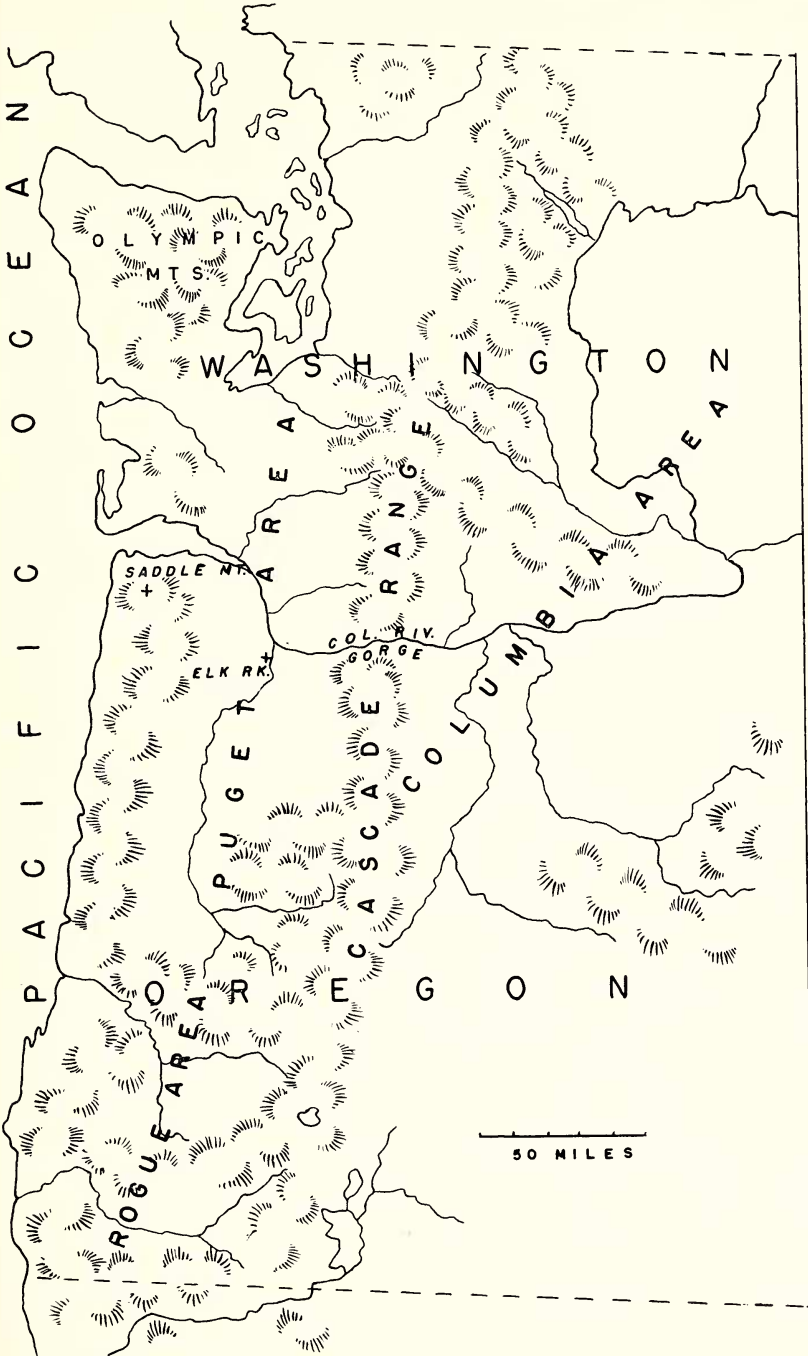 PACIFIC OCEAN
OLYMPIC
MTS.
WASHINGTON
PUGET AREA
CASCADE RANGE
COLUMBIA AREA
SADDLE MT.
COL. RIV.
GORGE
ELK RK.
OREGON
ROGUE AREA
50 MILES